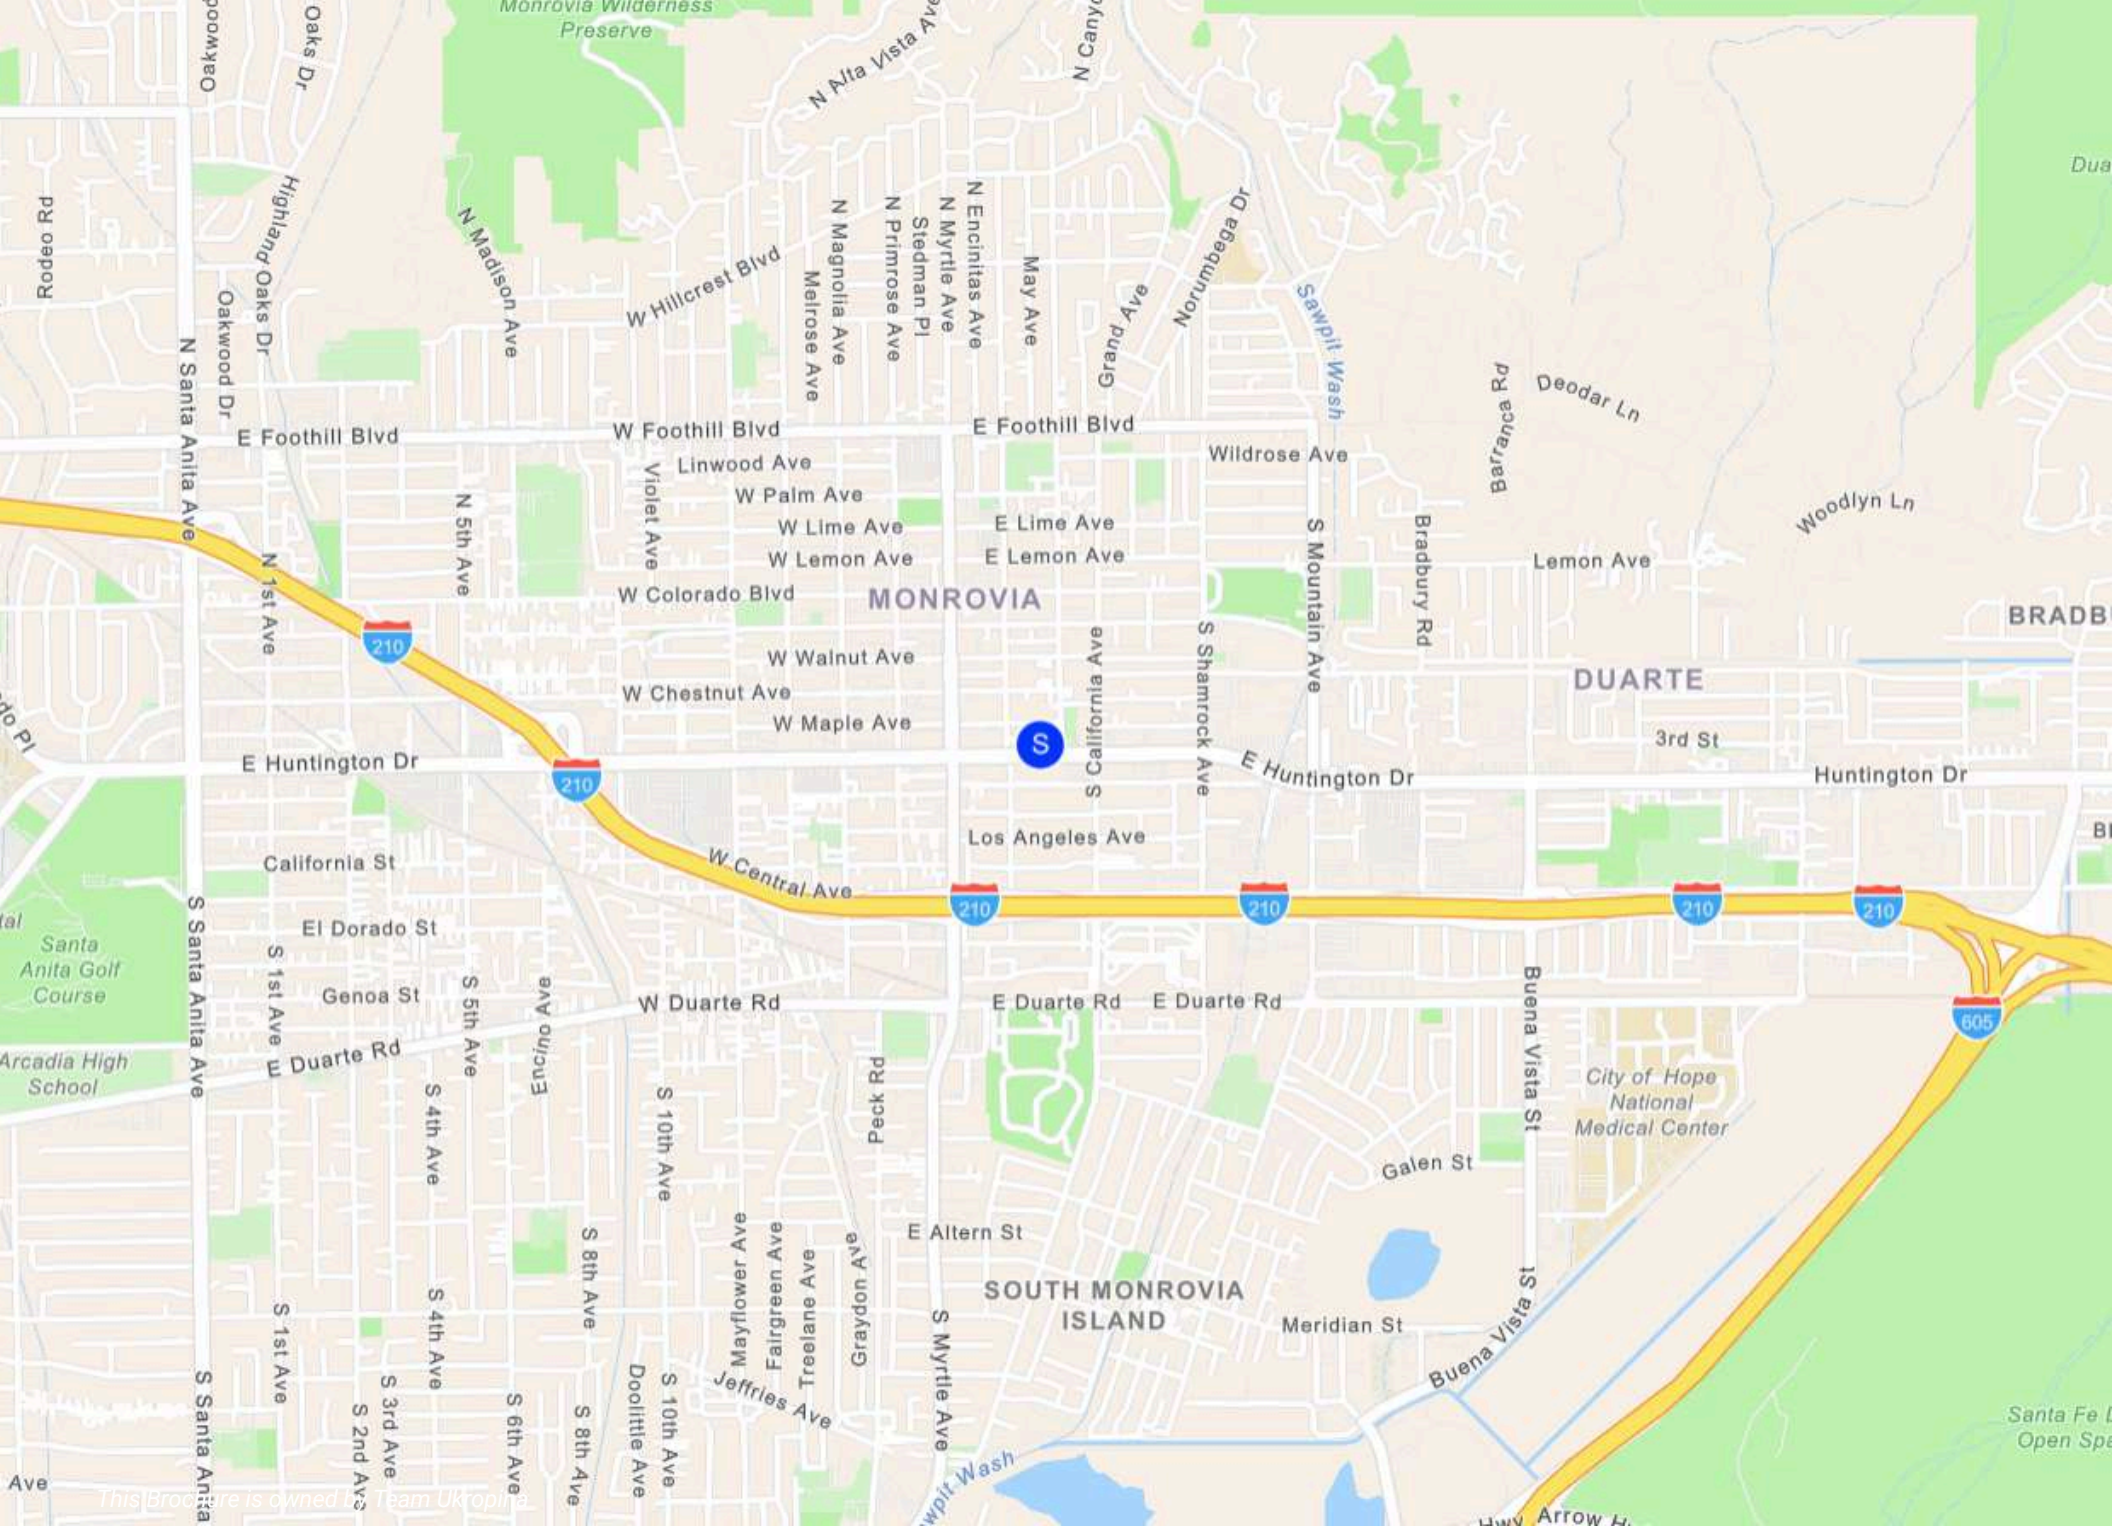 Monrovia Wilderness
Preserve
Oaks Dr
N Alta Vista Ave
Rodeo Rd
Highland Oaks Dr
Oakwood Dr
N Santa Anita Ave
N Madison Ave
W Hillcrest Blvd
Melrose Ave
N Magnolia Ave
N Primrose Ave
Stedman Pl
N Myrtle Ave
N Encinitas Ave
May Ave
Grand Ave
Norumbega Dr
Sawpit Wash
Barranca Rd
Deodar Ln
Woodlyn Ln
E Foothill Blvd
W Foothill Blvd
E Foothill Blvd
Wildrose Ave
Linwood Ave
Violet Ave
W Palm Ave
W Lime Ave
E Lime Ave
W Lemon Ave
E Lemon Ave
Lemon Ave
N 5th Ave
N 1st Ave
W Colorado Blvd
MONROVIA
S Mountain Ave
Bradbury Rd
210
W Walnut Ave
W Chestnut Ave
W Maple Ave
S California Ave
S Shamrock Ave
DUARTE
3rd St
S
E Huntington Dr
210
E Huntington Dr
Huntington Dr
Los Angeles Ave
California St
W Central Ave
210
210
210
210
El Dorado St
Santa
Anita Golf
Course
S Santa Anita Ave
S 1st Ave
Genoa St
S 5th Ave
Encino Ave
W Duarte Rd
E Duarte Rd
E Duarte Rd
Buena Vista St
605
Arcadia High
School
E Duarte Rd
Peck Rd
City of Hope
National
Medical Center
S 4th Ave
S 10th Ave
Galen St
E Altern St
S 8th Ave
Mayflower Ave
Fairgreen Ave
Treelane Ave
Graydon Ave
SOUTH MONROVIA
ISLAND
Meridian St
Buena Vista St
S 1st Ave
S 4th Ave
S Myrtle Ave
Jeffries Ave
S 2nd Ave
S 3rd Ave
S 6th Ave
S 8th Ave
Doolittle Ave
S 10th Ave
Santa Fe
Ave
This Brochure is owned by Team Ukropina
Arrow